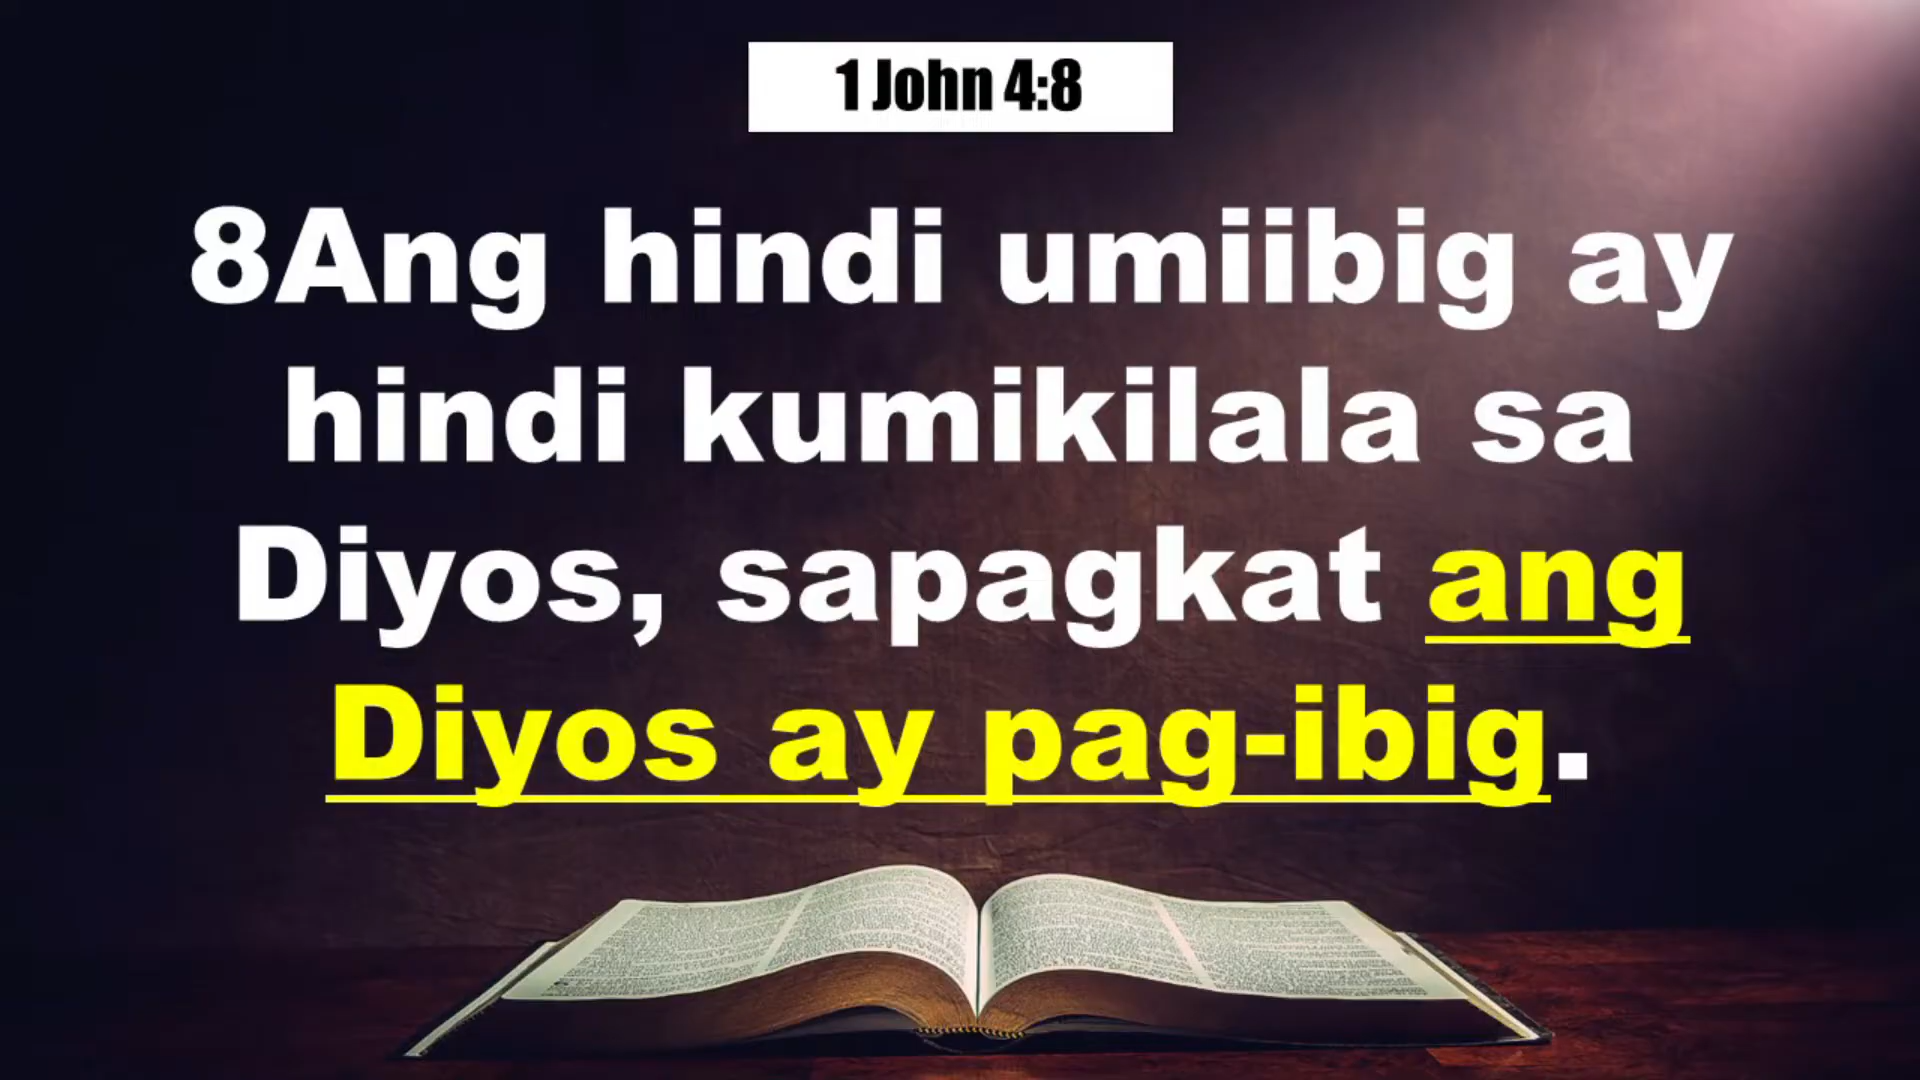 1 John 4:8
8Ang hindi umiibig ay
hindi kumikilala sa
Diyos, sapagkat ang
Diyos ay pag-ibig.